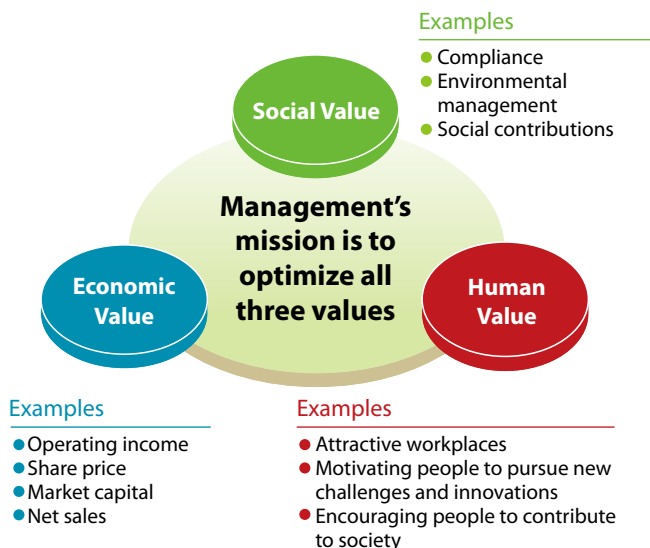 Examples
Compliance
Environmental
management
Social contributions
Social Value
Management's
mission is to
optimize all
three values
Economic
Value
Human
Value
Examples
Operating income
Share price
Market capital
Net sales
Examples
Attractive workplaces
Motivating people to pursue new
challenges and innovations
Encouraging people to contribute
to society